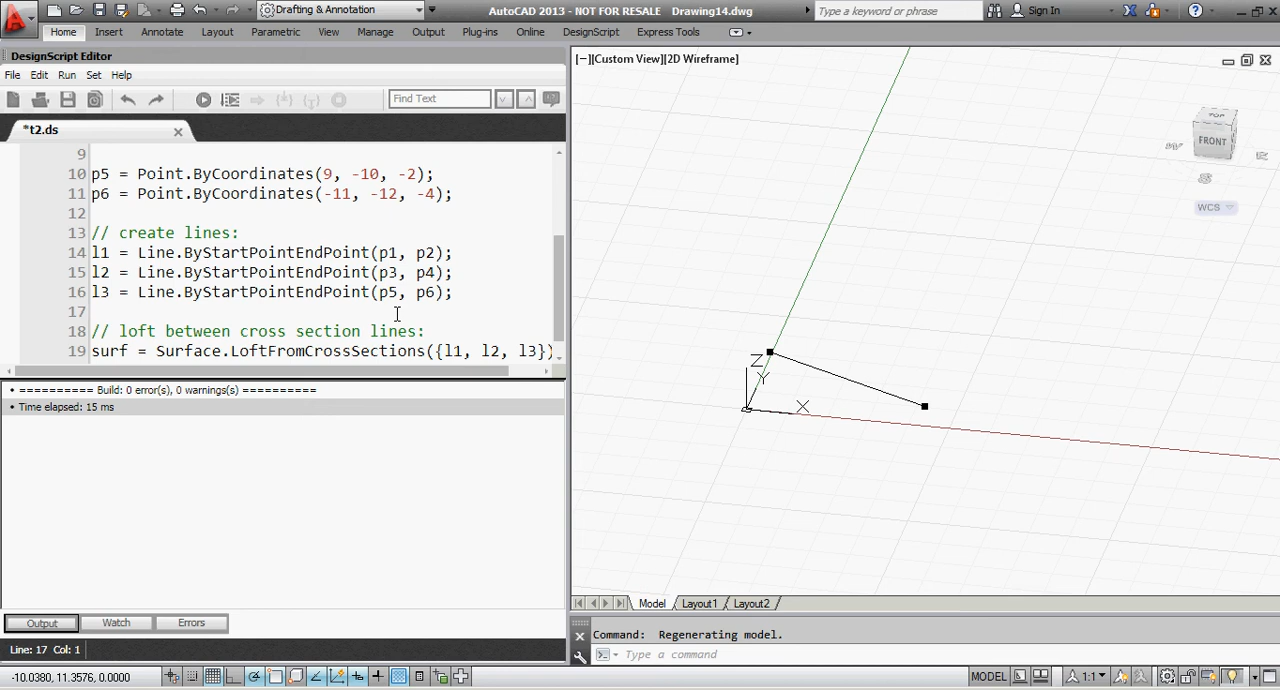 Drafting & Annotation
AutoCAD 2013 - NOT FOR RESALE Drawing14.dwg
Type a keyword or phrase
Sign In
Home Insert Annotate Layout Parametric View Manage Output Plug-ins Online DesignScript Express Tools
DesignScript Editor
File Edit Run Set Help
Find Text
*t2.ds
9
10 p5 = Point.ByCoordinates(9, -10, -2);
11 p6 = Point.ByCoordinates(-11, -12, -4);
12
13 // create lines:
14 l1 = Line.ByStartPointEndPoint(p1, p2);
15 l2 = Line.ByStartPointEndPoint(p3, p4);
16 l3 = Line.ByStartPointEndPoint(p5, p6);
17
18 // loft between cross section lines:
19 surf = Surface.LoftFromCrossSections({l1, l2, l3})
• ========== Build: 0 error(s), 0 warnings(s) ==========
• Time elapsed: 15 ms
Output Watch Errors
Line: 17 Col: 1
[−][Custom View][2D Wireframe]
TOP
FRONT
WCS
Z
Y
X
Model Layout1 Layout2
Command: Regenerating model.
Type a command
-10.0380, 11.3576, 0.0000
MODEL
1:1